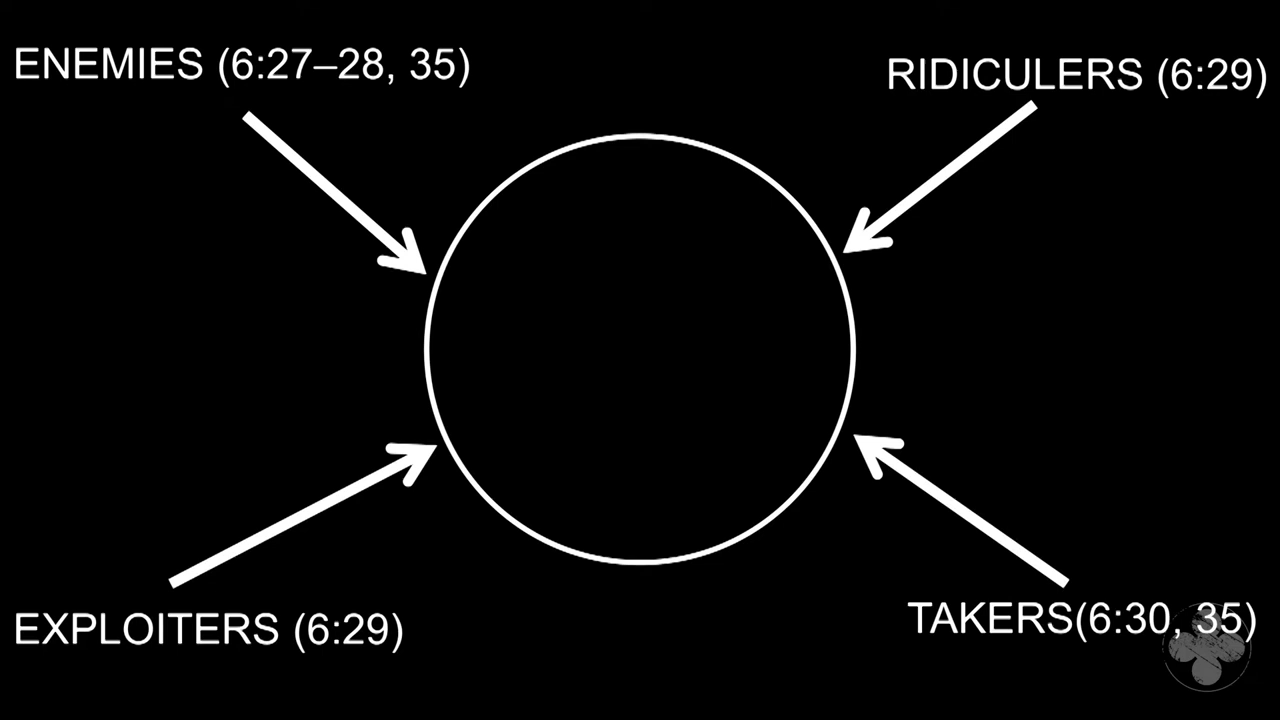 ENEMIES (6:27–28, 35)
RIDICULERS (6:29)
EXPLOITERS (6:29)
TAKERS(6:30, 35)